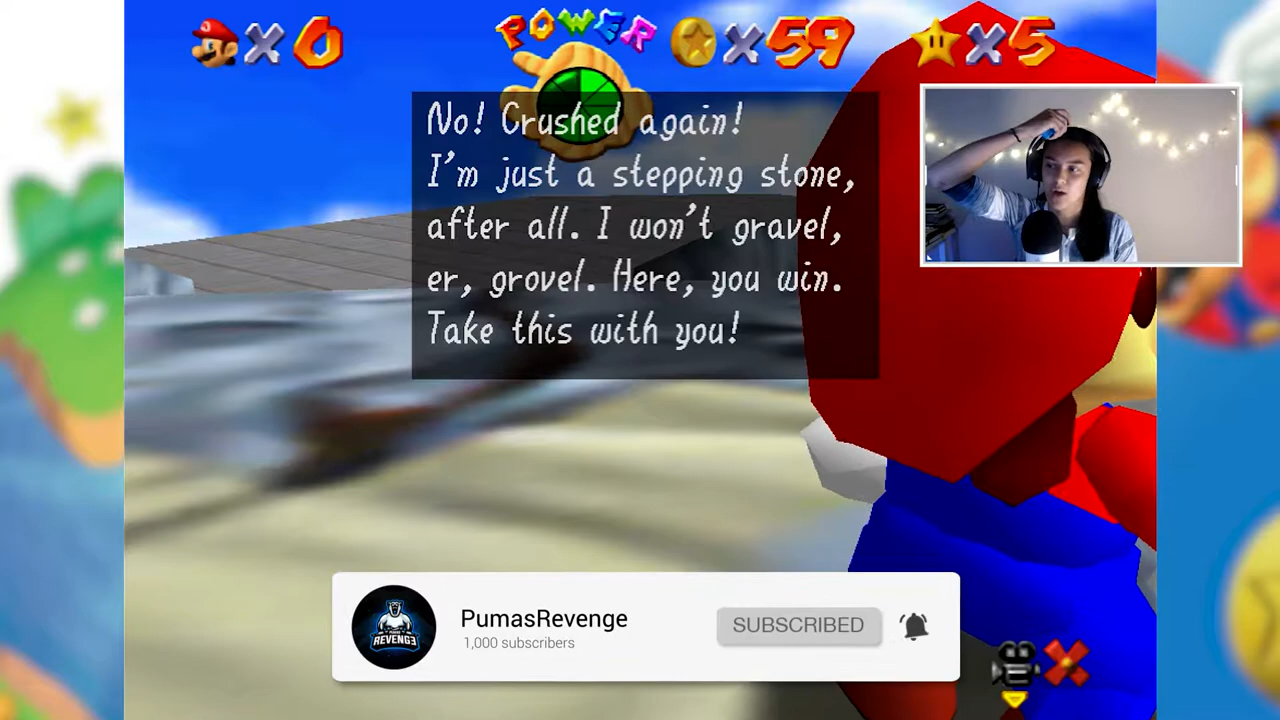 × 0
POWER
× 59
× 5
No! Crushed again!
I'm just a stepping stone,
after all. I won't gravel,
er, grovel. Here, you win.
Take this with you!
PumasRevenge
1,000 subscribers
SUBSCRIBED
REVENG3